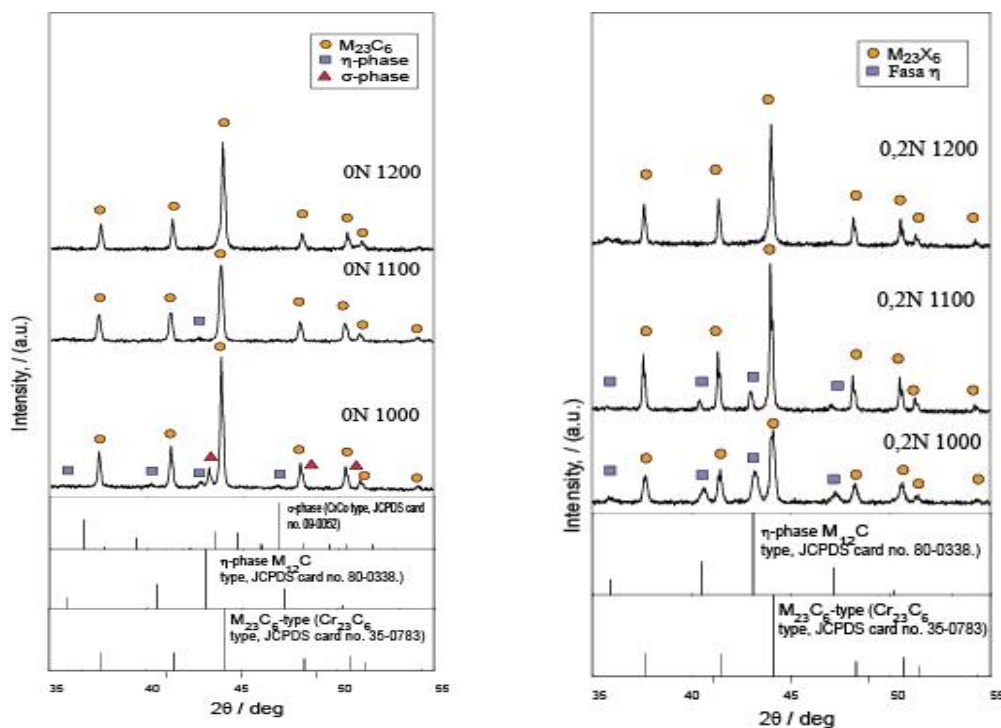 M23C6
η-phase
σ-phase
0N 1200
0N 1100
0N 1000
Intensity, / (a.u.)
σ-phase (CrCo type, JCPDS card
no. 09-0052)
η-phase M12C
type, JCPDS card no. 80-0338.)
M23C6-type (Cr23C6
type, JCPDS card no. 35-0783)
35 40 45 50 55
2θ / deg
M23X6
Fasa η
0,2N 1200
0,2N 1100
0,2N 1000
Intensity, / (a.u.)
η-phase M12C
type, JCPDS card no. 80-0338.)
M23C6-type (Cr23C6
type, JCPDS card no. 35-0783)
35 40 45 50 55
2θ / deg